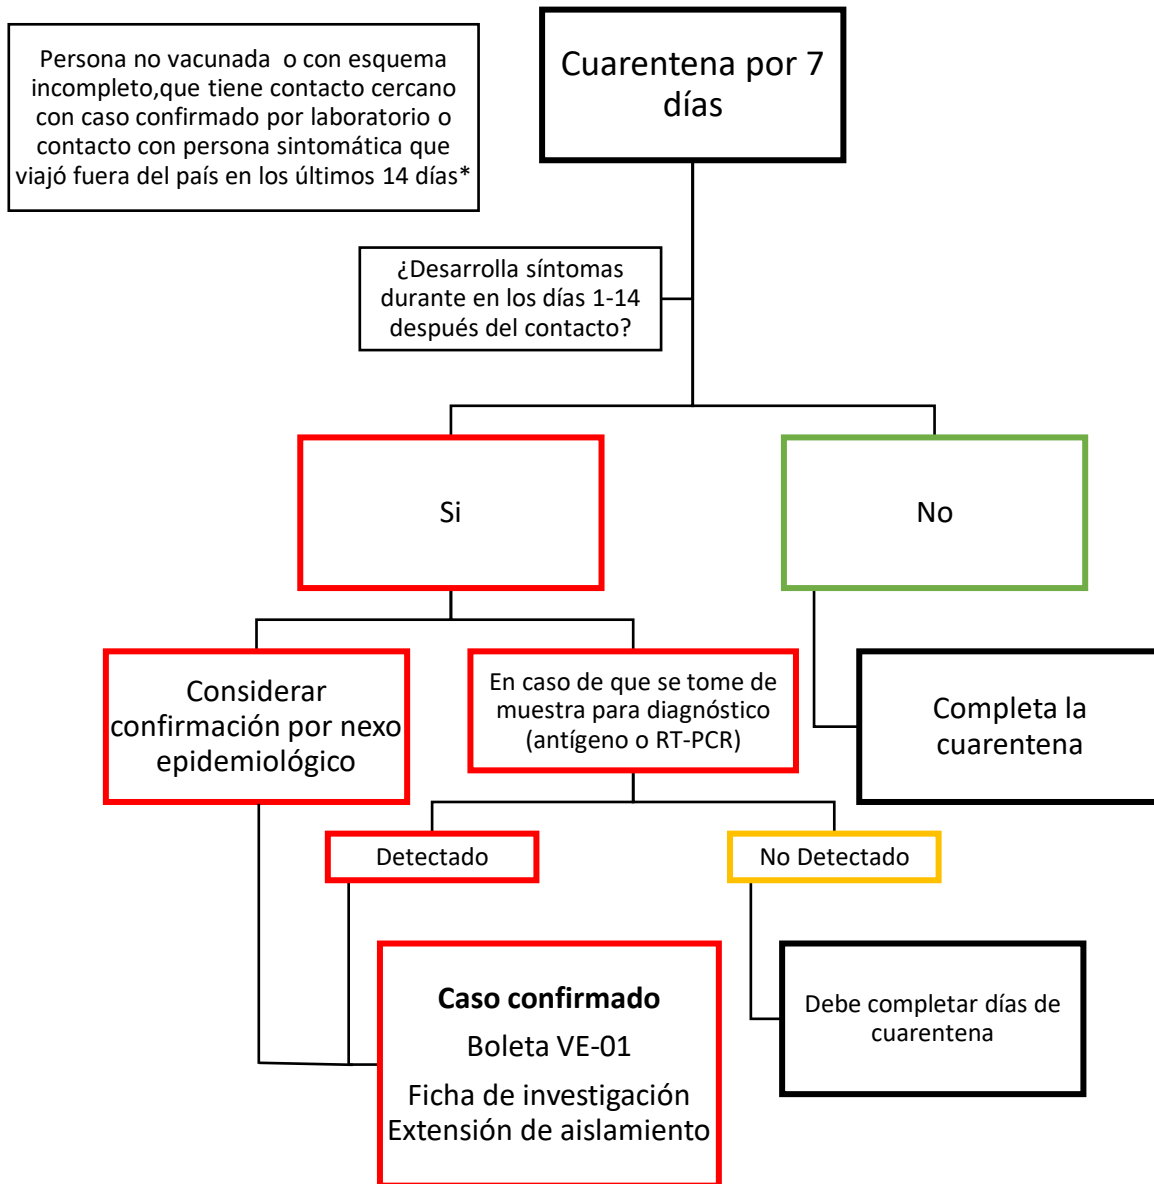 Persona no vacunada o con esquema
incompleto,que tiene contacto cercano
con caso confirmado por laboratorio o
contacto con persona sintomática que
viajó fuera del país en los últimos 14 días*
Cuarentena por 7
días
¿Desarrolla síntomas
durante en los días 1-14
después del contacto?
Si
No
Considerar
confirmación por nexo
epidemiológico
En caso de que se tome de
muestra para diagnóstico
(antígeno o RT-PCR)
Completa la
cuarentena
Detectado
No Detectado
Caso confirmado
Boleta VE-01
Ficha de investigación
Extensión de aislamiento
Debe completar días de
cuarentena